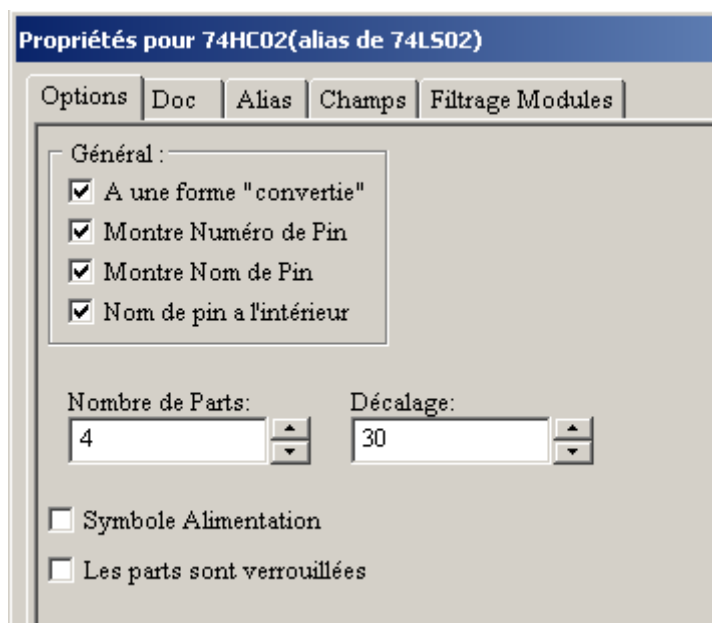 Propriétés pour 74HC02(alias de 74LS02)
Options Doc Alias Champs Filtrage Modules
Général :
A une forme "convertie"
Montre Numéro de Pin
Montre Nom de Pin
Nom de pin a l'intérieur
Nombre de Parts: Décalage:
4 30
Symbole Alimentation
Les parts sont verrouillées